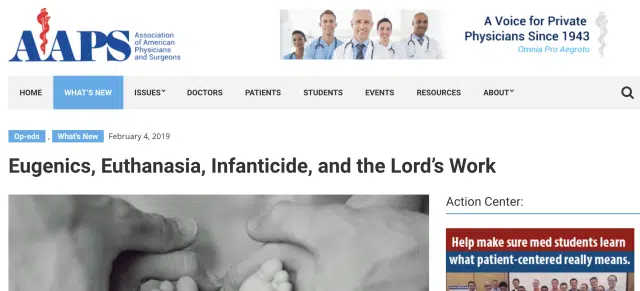 AAPS
Association
of American
Physicians
and Surgeons
A Voice for Private
Physicians Since 1943
Omnia Pro Aegroto
HOME WHAT'S NEW ISSUES DOCTORS PATIENTS STUDENTS EVENTS RESOURCES ABOUT
Op-eds , What's New February 4, 2019
Eugenics, Euthanasia, Infanticide, and the Lord’s Work
Action Center:
Help make sure med students learn
what patient-centered really means.